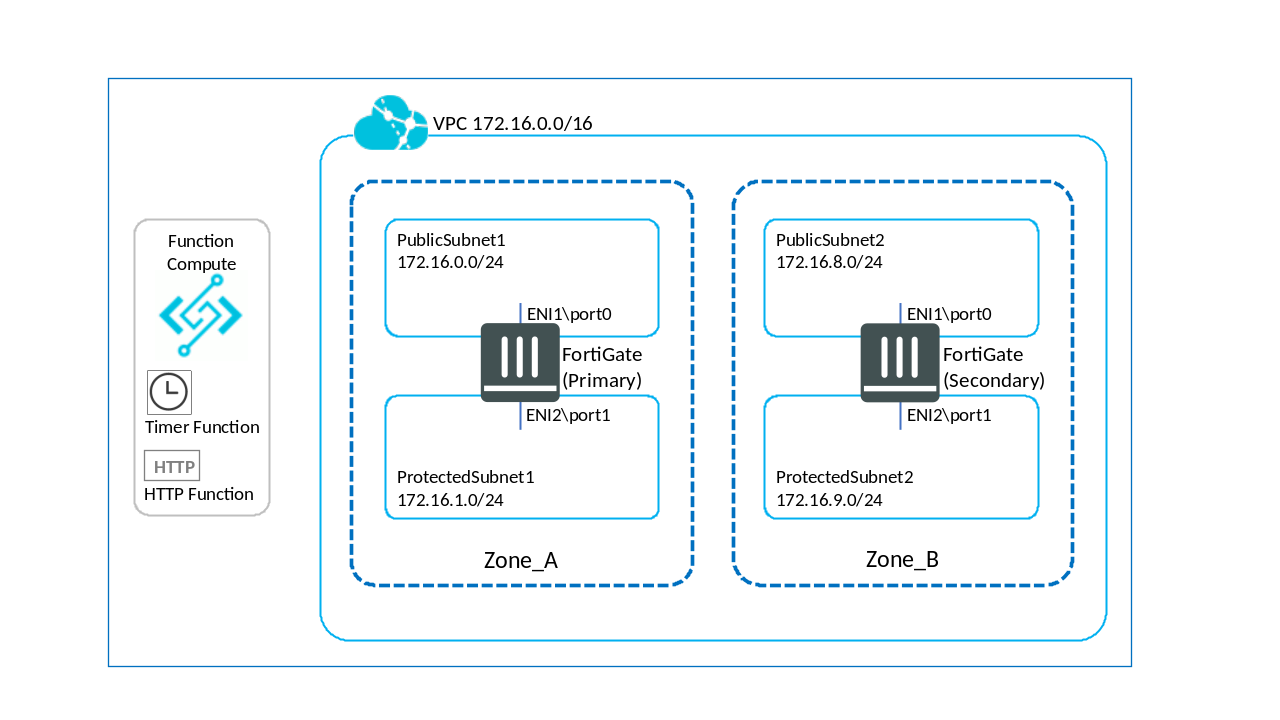 VPC 172.16.0.0/16
Function
Compute
Timer Function
HTTP
HTTP Function
PublicSubnet1
172.16.0.0/24
ENI1\port0
FortiGate
(Primary)
ENI2\port1
ProtectedSubnet1
172.16.1.0/24
Zone_A
PublicSubnet2
172.16.8.0/24
ENI1\port0
FortiGate
(Secondary)
ENI2\port1
ProtectedSubnet2
172.16.9.0/24
Zone_B